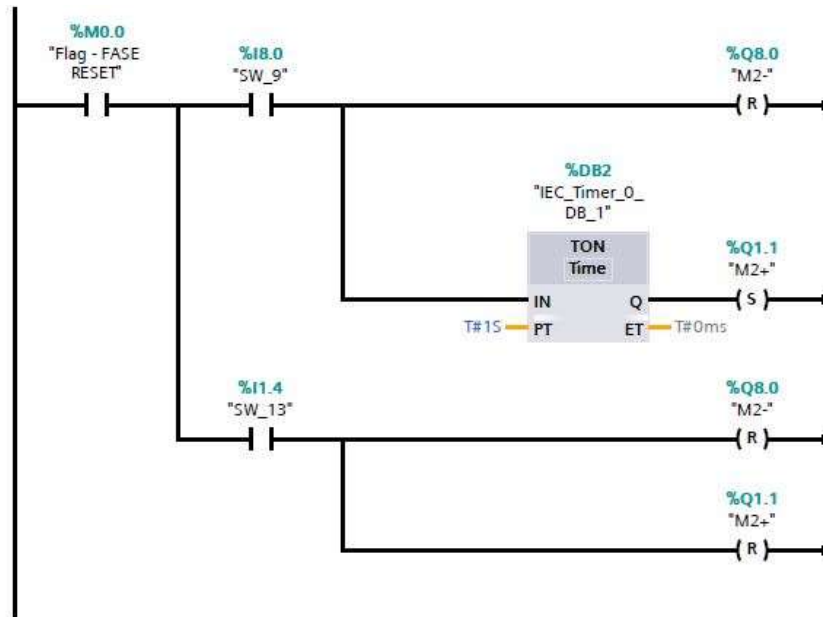 %M0.0
"Flag - FASE
RESET"
%I8.0
"SW_9"
%Q8.0
"M2-"
R
%DB2
"IEC_Timer_0_
DB_1"
TON
Time
IN
Q
T#1S
PT
ET
T#0ms
%Q1.1
"M2+"
S
%I1.4
"SW_13"
%Q8.0
"M2-"
R
%Q1.1
"M2+"
R